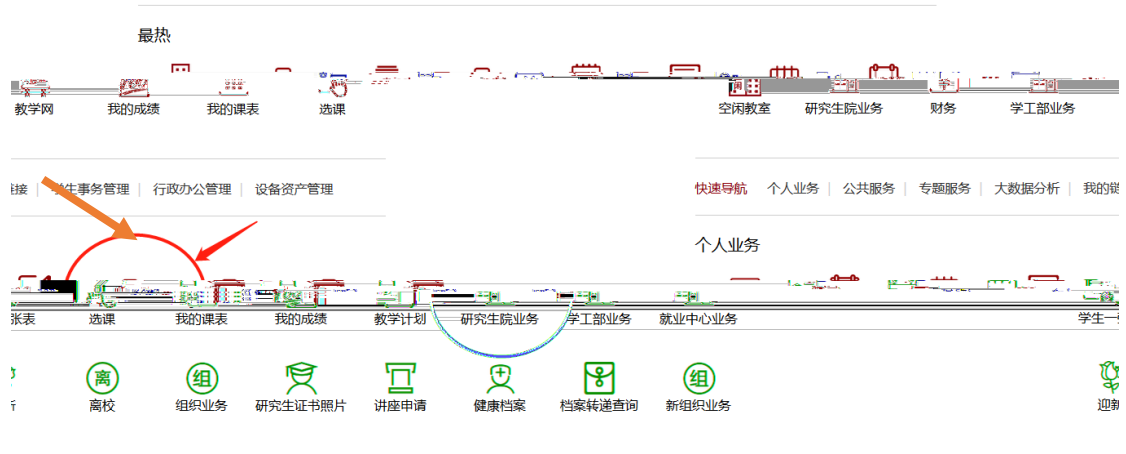 最热
教学网 我的成绩 我的课表 选课 空闲教室 研究生院业务 财务 学工部业务
生事务管理 | 行政办公管理 | 设备资产管理 快速导航 个人业务 | 公共服务 | 专题服务 | 大数据分析 | 我的
个人业务
张表 选课 我的课表 我的成绩 教学计划 研究生院业务 学工部业务 就业中心业务 学生一
离 组 组
离校 组织业务 研究生证书照片 讲座申请 健康档案 档案转递查询 新组织业务 迎新